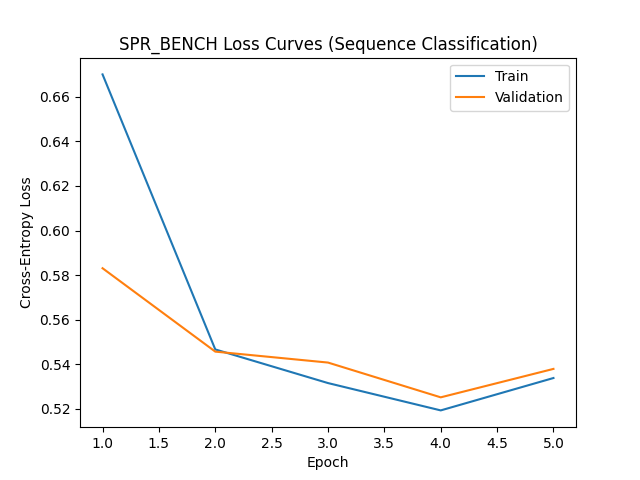 SPR_BENCH Loss Curves (Sequence Classification)
Train
Validation
Cross-Entropy Loss
0.66
0.64
0.62
0.60
0.58
0.56
0.54
0.52
1.0 1.5 2.0 2.5 3.0 3.5 4.0 4.5 5.0
Epoch